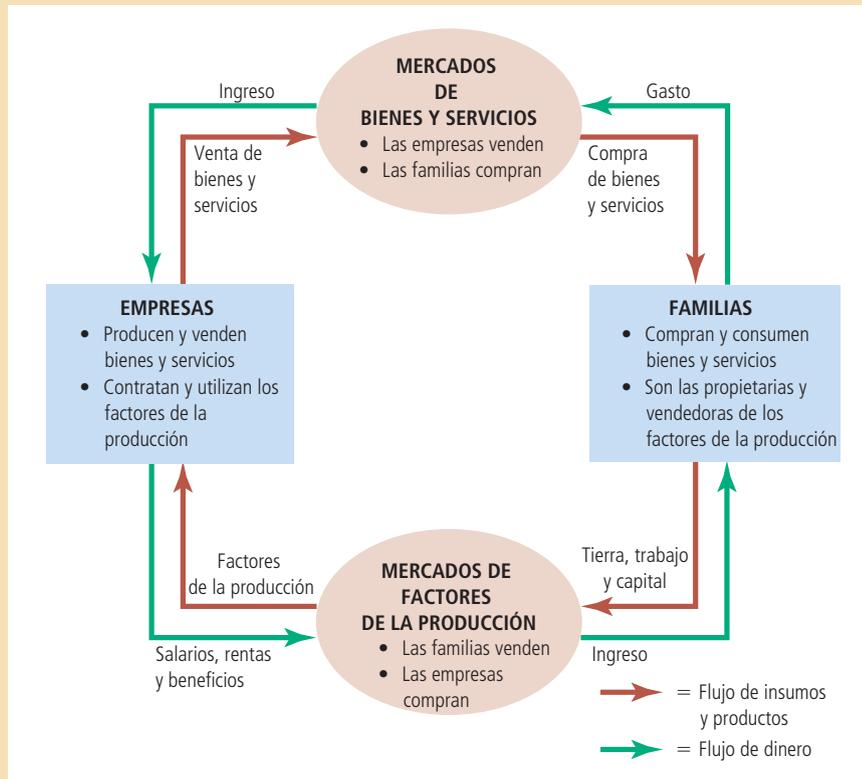 MERCADOS
DE
BIENES Y SERVICIOS
• Las empresas venden
• Las familias compran
Ingreso
Gasto
Venta de
bienes y
servicios
Compra
de bienes
y servicios
EMPRESAS
• Producen y venden
bienes y servicios
• Contratan y utilizan los
factores de la
producción
FAMILIAS
• Compran y consumen
bienes y servicios
• Son las propietarias y
vendedoras de los
factores de la producción
Factores
de la producción
Tierra, trabajo
y capital
MERCADOS DE
FACTORES
DE LA PRODUCCIÓN
• Las familias venden
• Las empresas
compran
Salarios, rentas
y beneficios
Ingreso
= Flujo de insumos
y productos
= Flujo de dinero